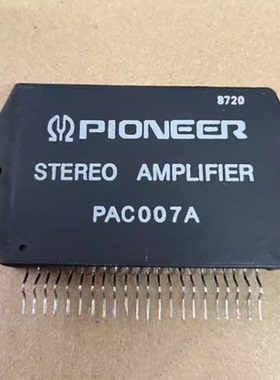 8720
PIONEER
STEREO AMPLIFIER
PAC007A